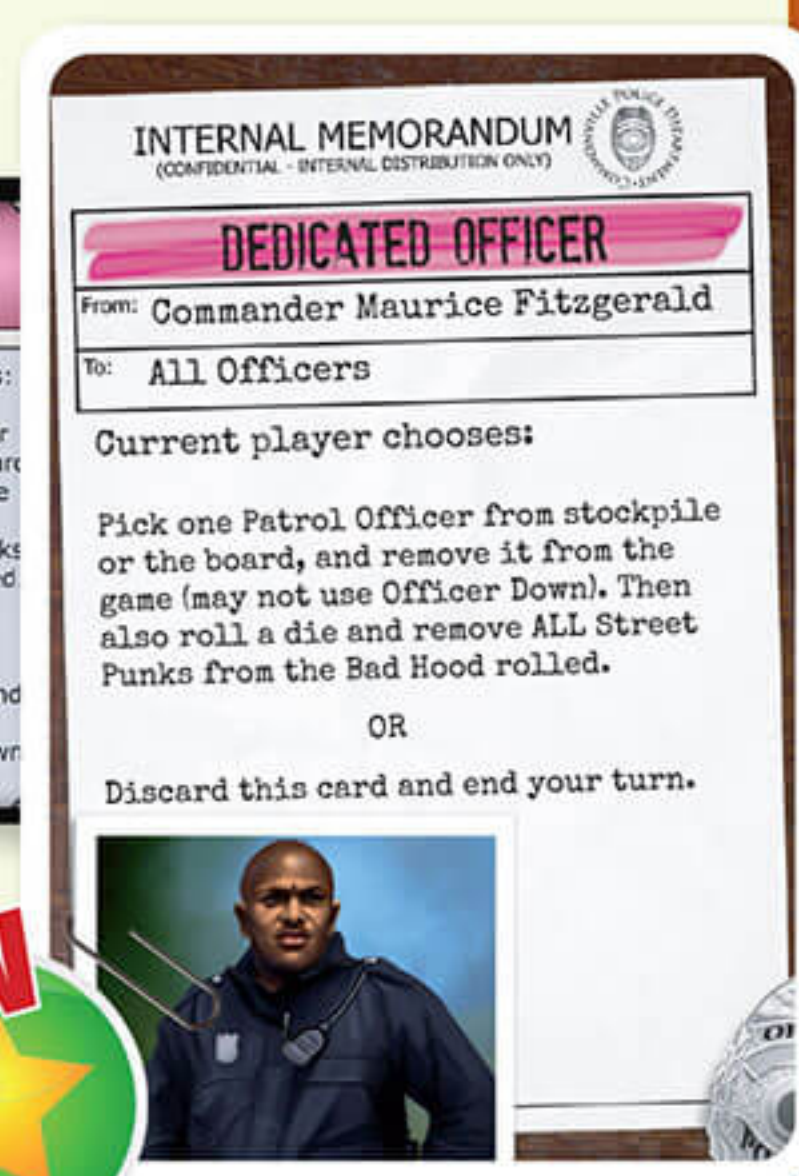 INTERNAL MEMORANDUM
(CONFIDENTIAL - INTERNAL DISTRIBUTION ONLY)
COMMONVILLE POLICE DEPARTMENT
DEDICATED OFFICER
From: Commander Maurice Fitzgerald
To: All Officers
Current player chooses:
Pick one Patrol Officer from stockpile
or the board, and remove it from the
game (may not use Officer Down). Then
also roll a die and remove ALL Street
Punks from the Bad Hood rolled.
OR
Discard this card and end your turn.